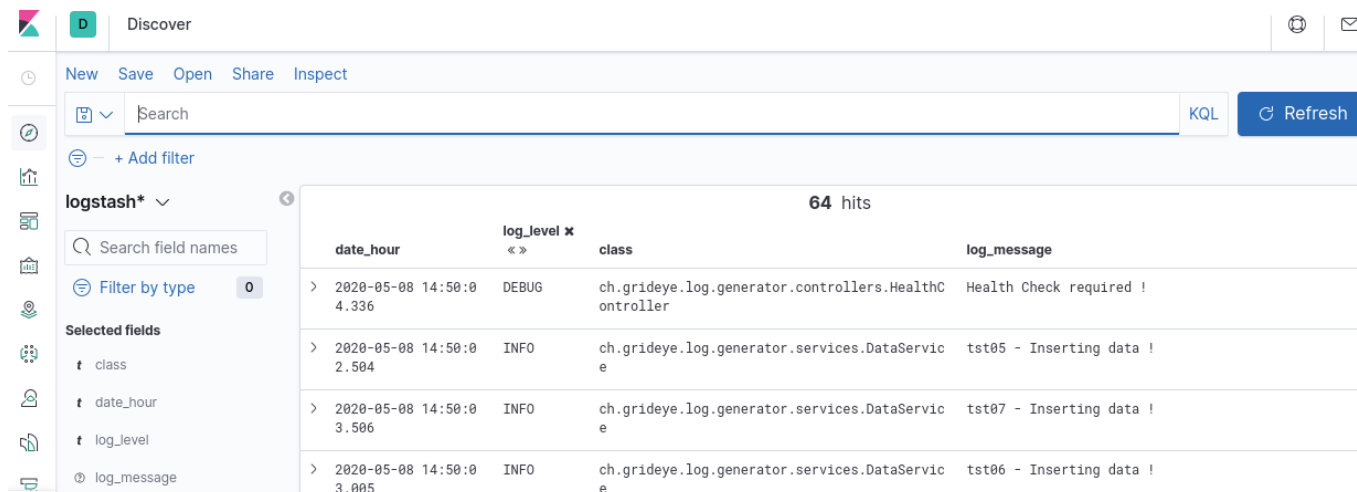 D Discover
New Save Open Share Inspect
Search KQL Refresh
+ Add filter
logstash*
Search field names
Filter by type 0
Selected fields
t class
t date_hour
t log_level
? log_message
64 hits
date_hour log_level class log_message
2020-05-08 14:50:0 DEBUG ch.grideye.log.generator.controllers.HealthC Health Check required !
4.336 ontroller
2020-05-08 14:50:0 INFO ch.grideye.log.generator.services.DataServic tst05 - Inserting data !
2.504 e
2020-05-08 14:50:0 INFO ch.grideye.log.generator.services.DataServic tst07 - Inserting data !
3.506 e
2020-05-08 14:50:0 INFO ch.grideye.log.generator.services.DataServic tst06 - Inserting data !
3.005 e